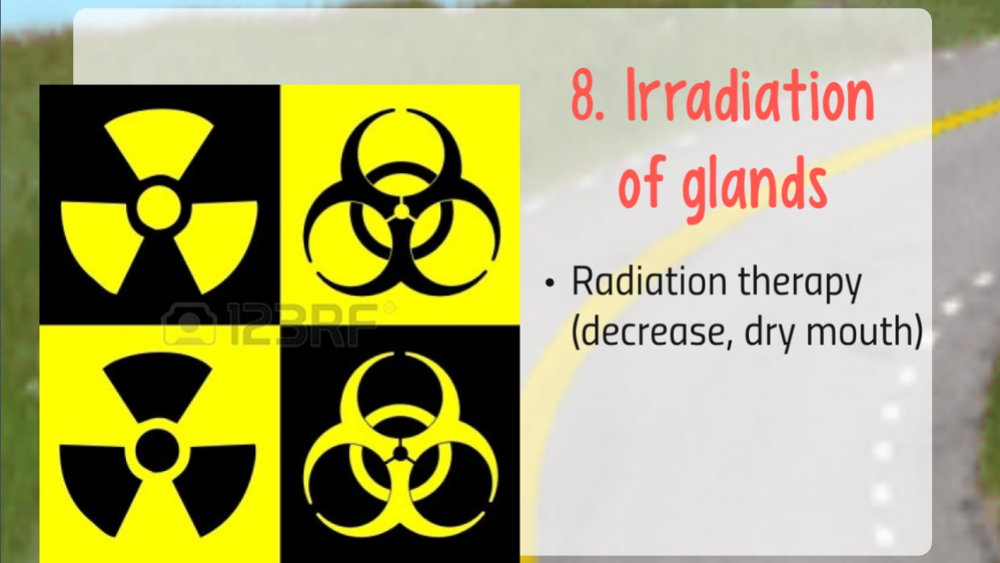 8. Irradiation
of glands
• Radiation therapy
(decrease, dry mouth)
123RF